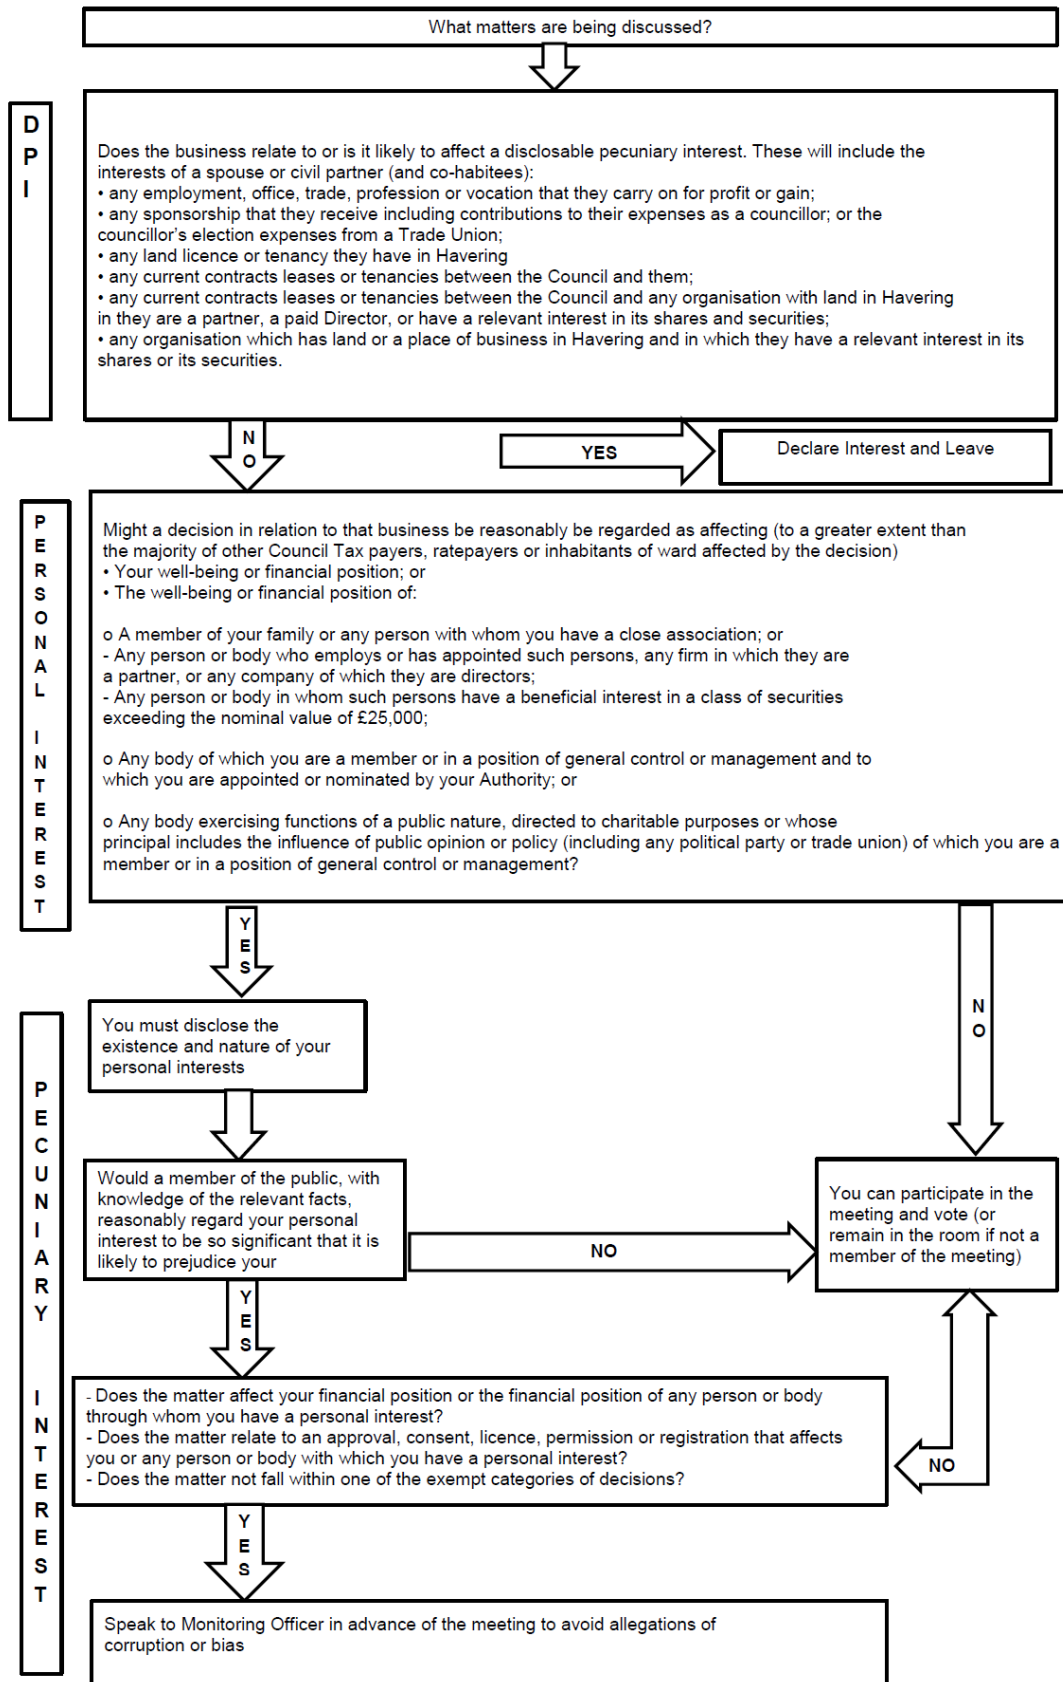 What matters are being discussed?
D
P
I
Does the business relate to or is it likely to affect a disclosable pecuniary interest. These will include the
interests of a spouse or civil partner (and co-habitees):
• any employment, office, trade, profession or vocation that they carry on for profit or gain;
• any sponsorship that they receive including contributions to their expenses as a councillor; or the
councillor's election expenses from a Trade Union;
• any land licence or tenancy they have in Havering
• any current contracts leases or tenancies between the Council and them;
• any current contracts leases or tenancies between the Council and any organisation with land in Havering
in they are a partner, a paid Director, or have a relevant interest in its shares and securities;
• any organisation which has land or a place of business in Havering and in which they have a relevant interest in its
shares or its securities.
N
O
YES
Declare Interest and Leave
P
E
R
S
O
N
A
L
I
N
T
E
R
E
S
T
Might a decision in relation to that business be reasonably be regarded as affecting (to a greater extent than
the majority of other Council Tax payers, ratepayers or inhabitants of ward affected by the decision)
• Your well-being or financial position; or
• The well-being or financial position of:
o A member of your family or any person with whom you have a close association; or
- Any person or body who employs or has appointed such persons, any firm in which they are
a partner, or any company of which they are directors;
- Any person or body in whom such persons have a beneficial interest in a class of securities
exceeding the nominal value of £25,000;
o Any body of which you are a member or in a position of general control or management and to
which you are appointed or nominated by your Authority; or
o Any body exercising functions of a public nature, directed to charitable purposes or whose
principal includes the influence of public opinion or policy (including any political party or trade union) of which you are a
member or in a position of general control or management?
Y
E
S
N
O
P
E
C
U
N
I
A
R
Y
I
N
T
E
R
E
S
T
You must disclose the
existence and nature of your
personal interests
Would a member of the public, with
knowledge of the relevant facts,
reasonably regard your personal
interest to be so significant that it is
likely to prejudice your
NO
You can participate in the
meeting and vote (or
remain in the room if not a
member of the meeting)
Y
E
S
- Does the matter affect your financial position or the financial position of any person or body
through whom you have a personal interest?
- Does the matter relate to an approval, consent, licence, permission or registration that affects
you or any person or body with which you have a personal interest?
- Does the matter not fall within one of the exempt categories of decisions?
NO
Y
E
S
Speak to Monitoring Officer in advance of the meeting to avoid allegations of
corruption or bias